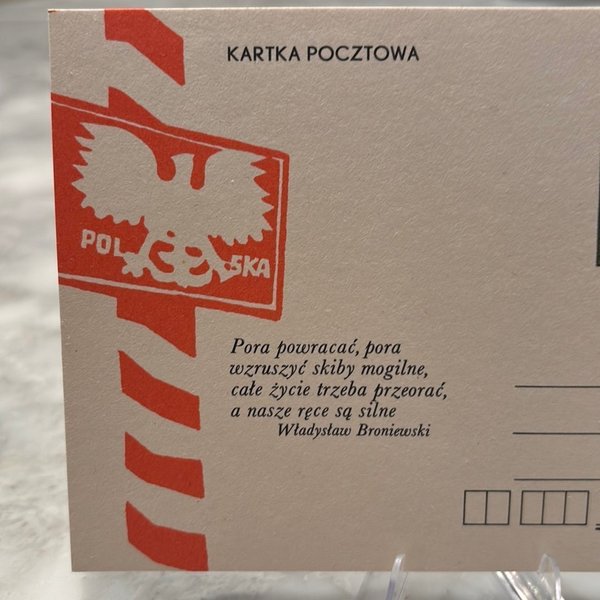 KARTKA POCZTOWA
POLSKA
Pora powracać, pora
wzruszyć skiby mogilne,
całe życie trzeba przeorać,
a nasze ręce są silne
Władysław Broniewski